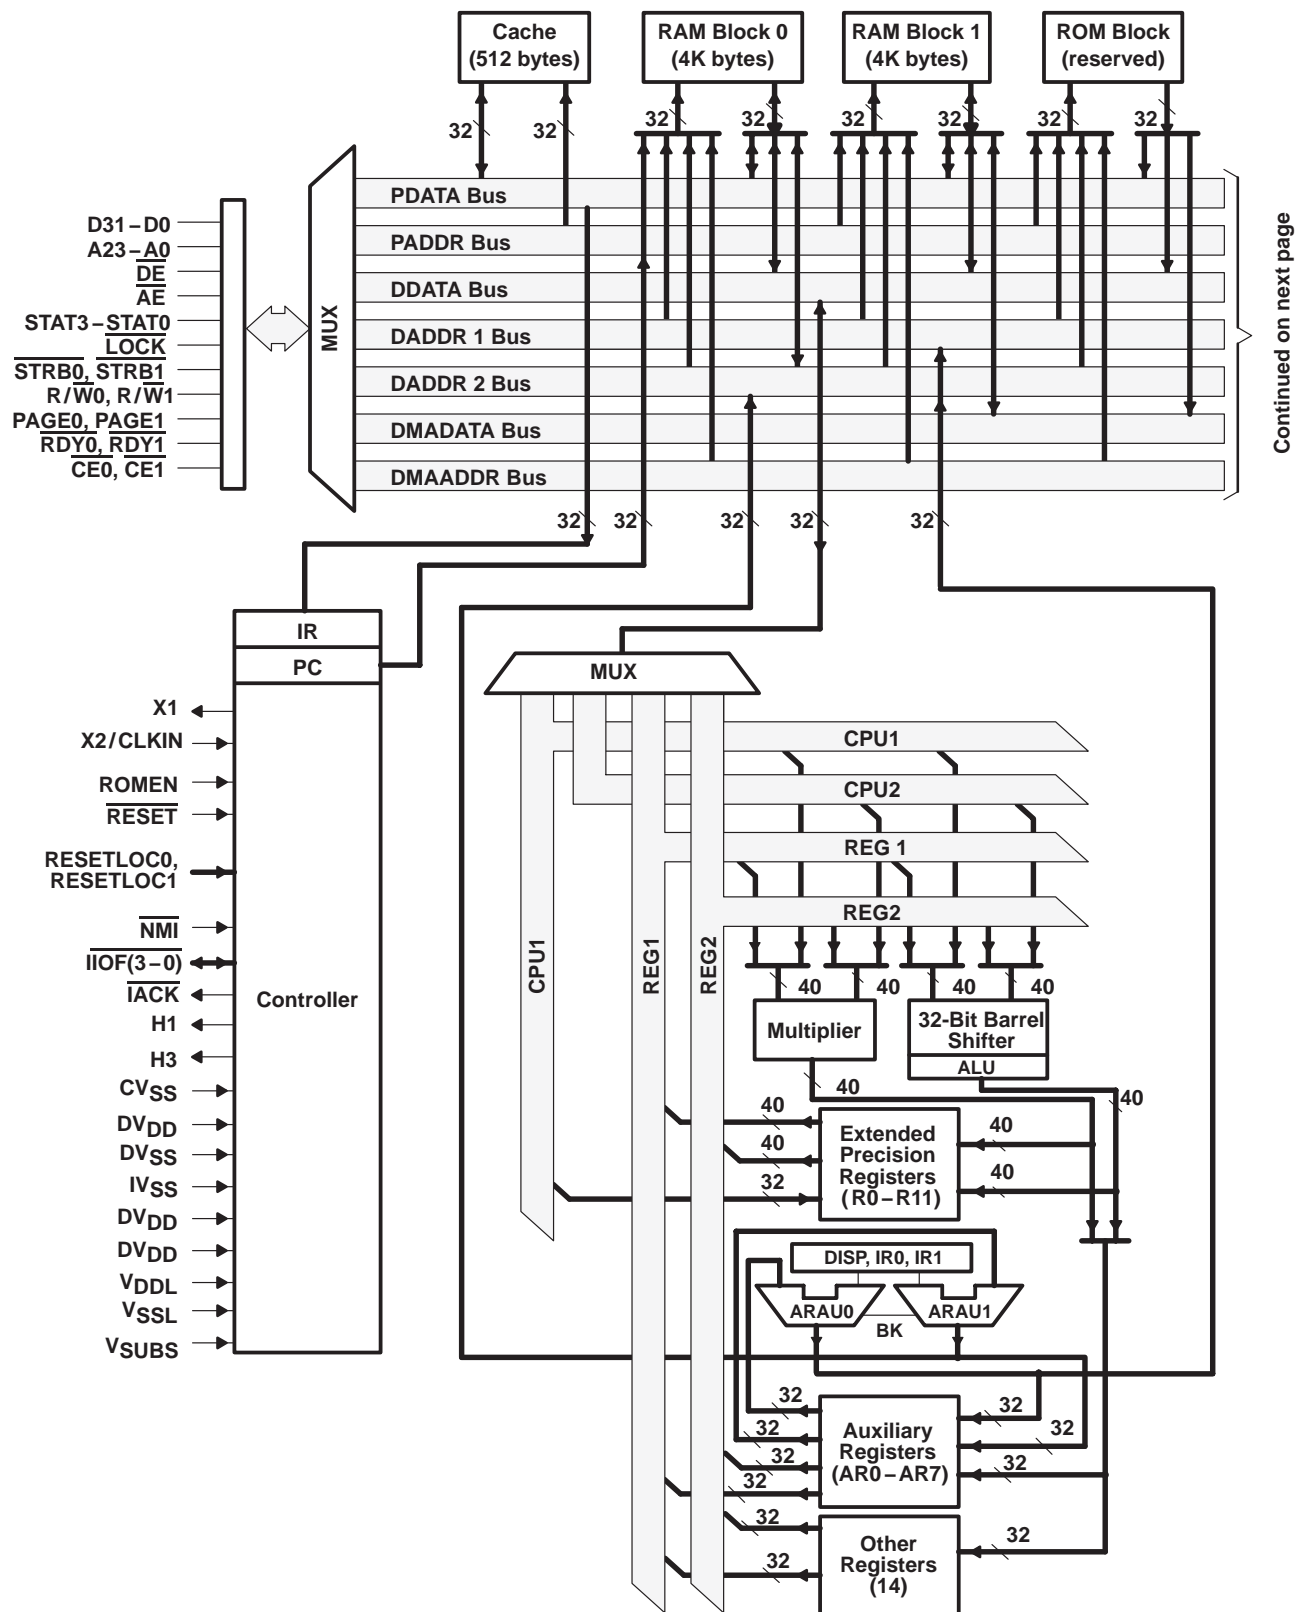 Cache
(512 bytes)
RAM Block 0
(4K bytes)
RAM Block 1
(4K bytes)
ROM Block
(reserved)
32
32
32
32
32
32
32
32
PDATA Bus
PADDR Bus
DDATA Bus
DADDR 1 Bus
DADDR 2 Bus
DMADATA Bus
DMAADDR Bus
MUX
D31–D0
A23–A0
DE
AE
STAT3–STAT0
LOCK
STRB0, STRB1
R/W0, R/W1
PAGE0, PAGE1
RDY0, RDY1
CE0, CE1
Continued on next page
32
32
32
32
32
IR
PC
MUX
X1
X2/CLKIN
ROMEN
RESET
RESETLOC0,
RESETLOC1
NMI
IIOF(3–0)
IACK
H1
H3
CVSS
DVDD
DVSS
IVSS
DVDD
DVDD
VDDL
VSSL
VSUBS
Controller
CPU1
CPU2
REG 1
REG2
CPU1
REG1
REG2
40
40
40
40
Multiplier
32-Bit Barrel
Shifter
ALU
40
40
40
40
32
Extended
Precision
Registers
(R0–R11)
40
40
DISP, IR0, IR1
ARAU0
ARAU1
BK
32
32
32
32
Auxiliary
Registers
(AR0–AR7)
32
32
32
32
32
Other
Registers
(14)
32